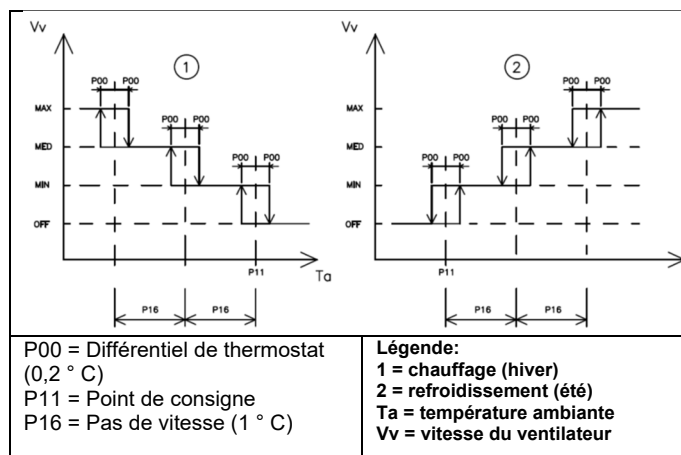 Vv
1
P00 P00
MAX
P00 P00
MED
P00 P00
MIN
OFF
P11
Ta
P16
P16
Vv
2
P00 P00
MAX
P00 P00
MED
P00 P00
MIN
OFF
P11
P16
P16
P00 = Différentiel de thermostat
(0,2 ° C)
P11 = Point de consigne
P16 = Pas de vitesse (1 ° C)
Légende:
1 = chauffage (hiver)
2 = refroidissement (été)
Ta = température ambiante
Vv = vitesse du ventilateur